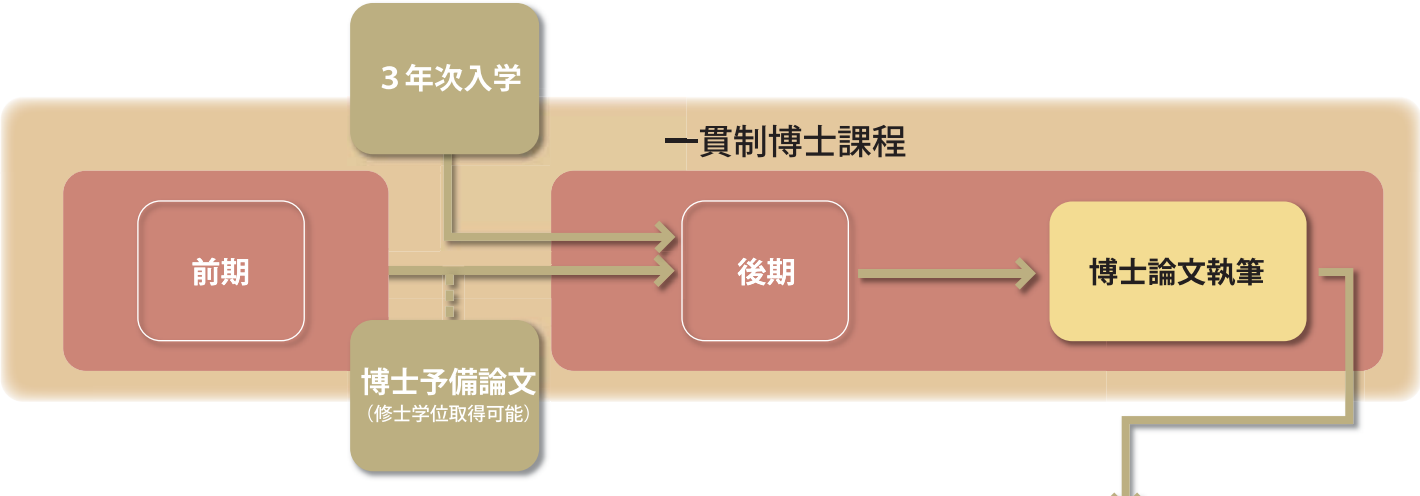 ３年次入学
一貫制博士課程
前期
後期
博士論文執筆
博士予備論文
（修士学位取得可能）